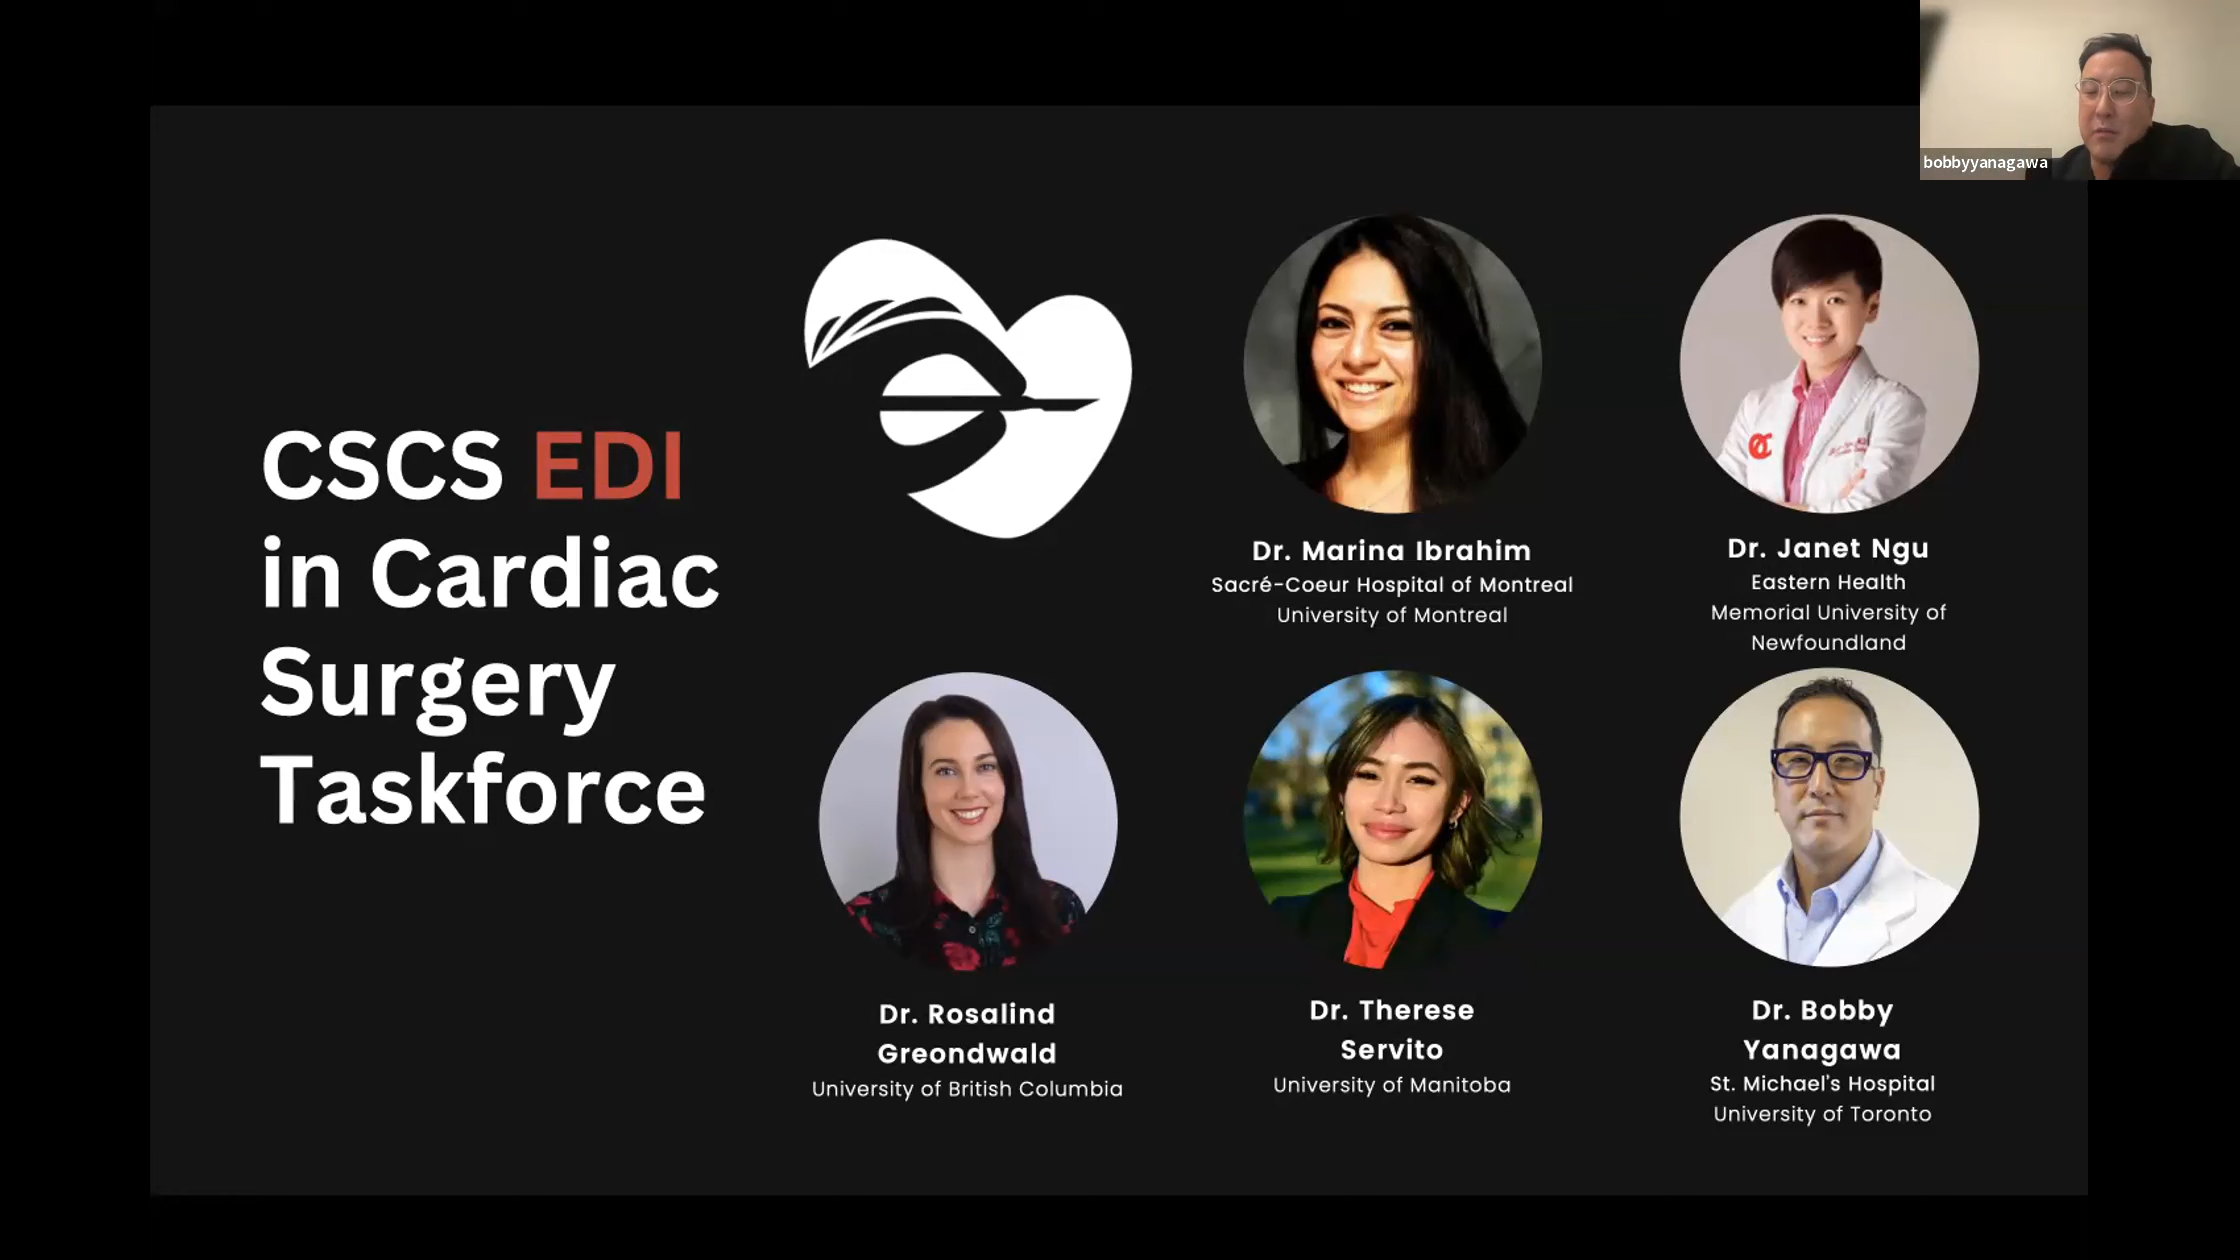 bobbyyanagawa
CSCS EDI
in Cardiac
Surgery
Taskforce
Dr. Marina Ibrahim
Sacré-Coeur Hospital of Montreal
University of Montreal
Dr. Janet Ngu
Eastern Health
Memorial University of
Newfoundland
Dr. Rosalind
Greondwald
University of British Columbia
Dr. Therese
Servito
University of Manitoba
Dr. Bobby
Yanagawa
St. Michael's Hospital
University of Toronto